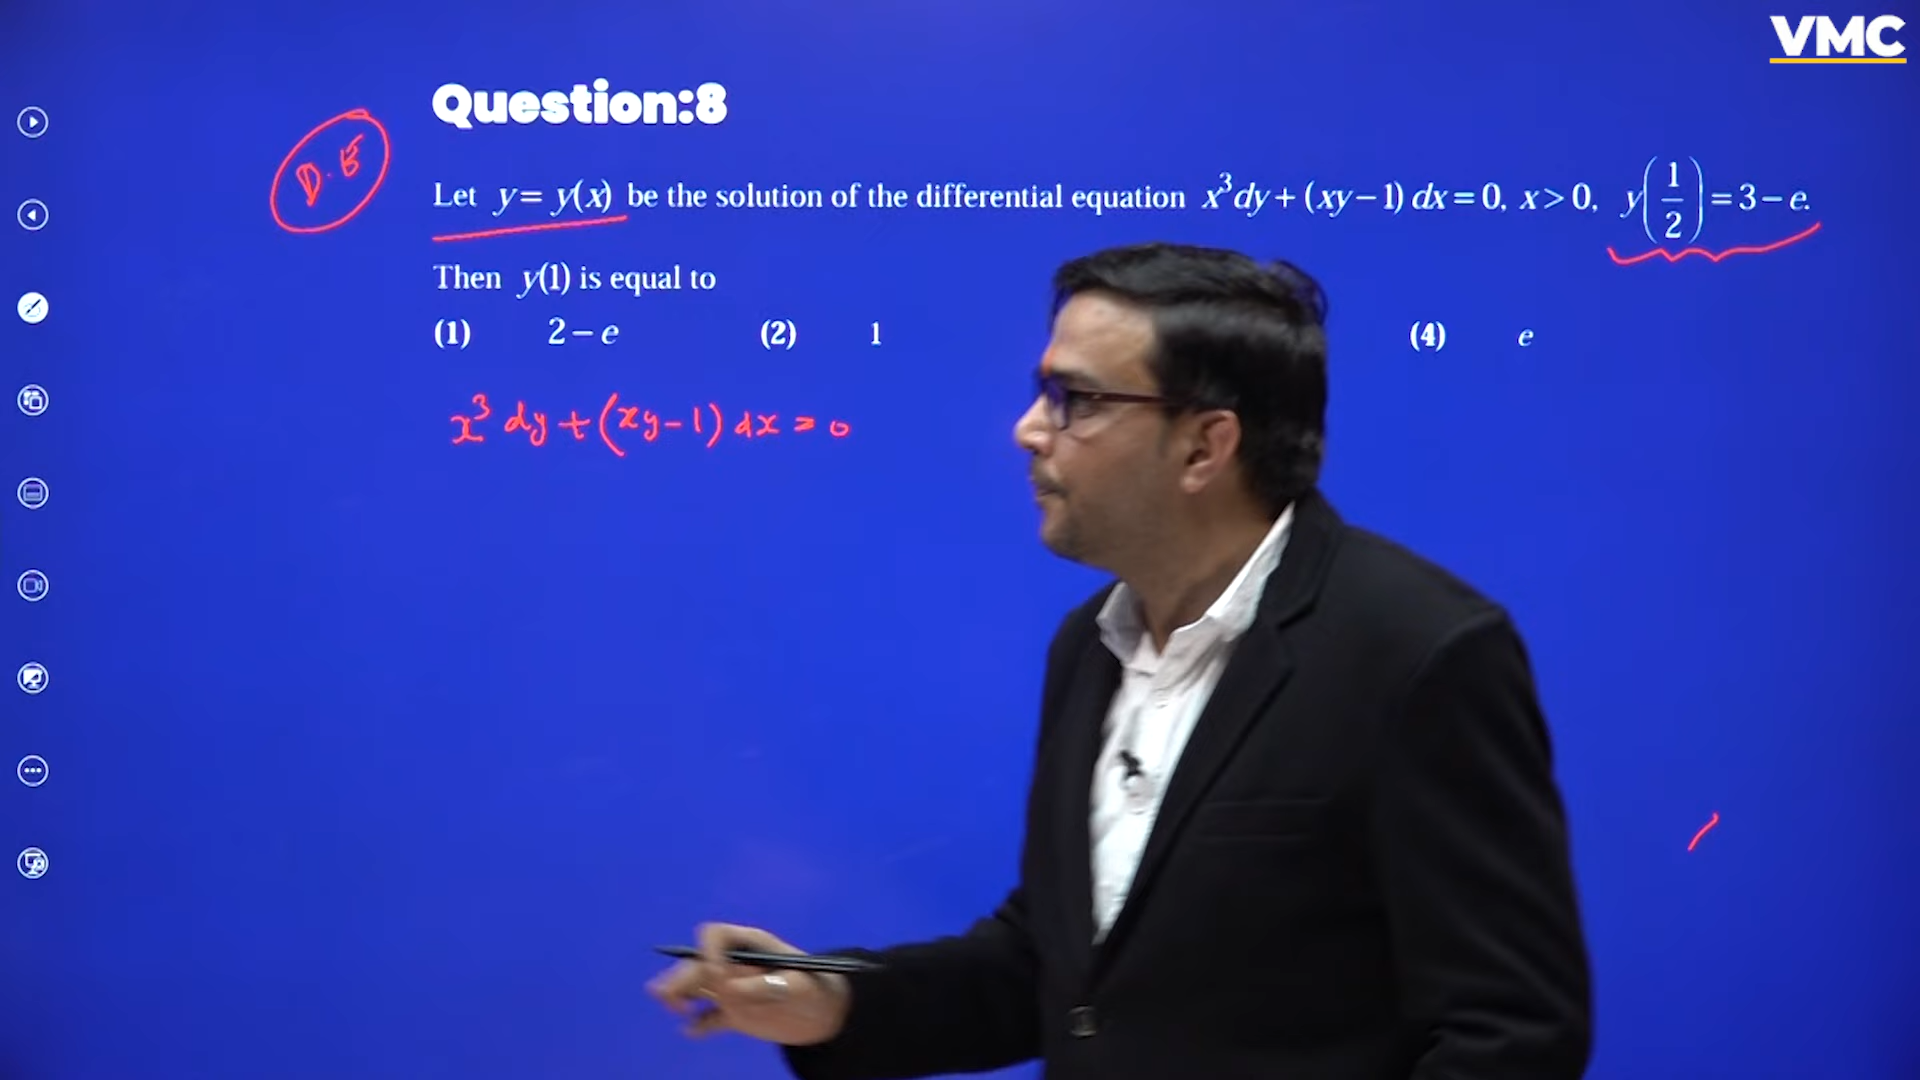 VMC
Question:8
D.E
Let y = y(x) be the solution of the differential equation x³dy + (xy − 1) dx = 0, x > 0, y(1/2) = 3 − e.
Then y(1) is equal to
(1) 2 − e (2) 1 (4) e
x³ dy + (xy − 1) dx = 0